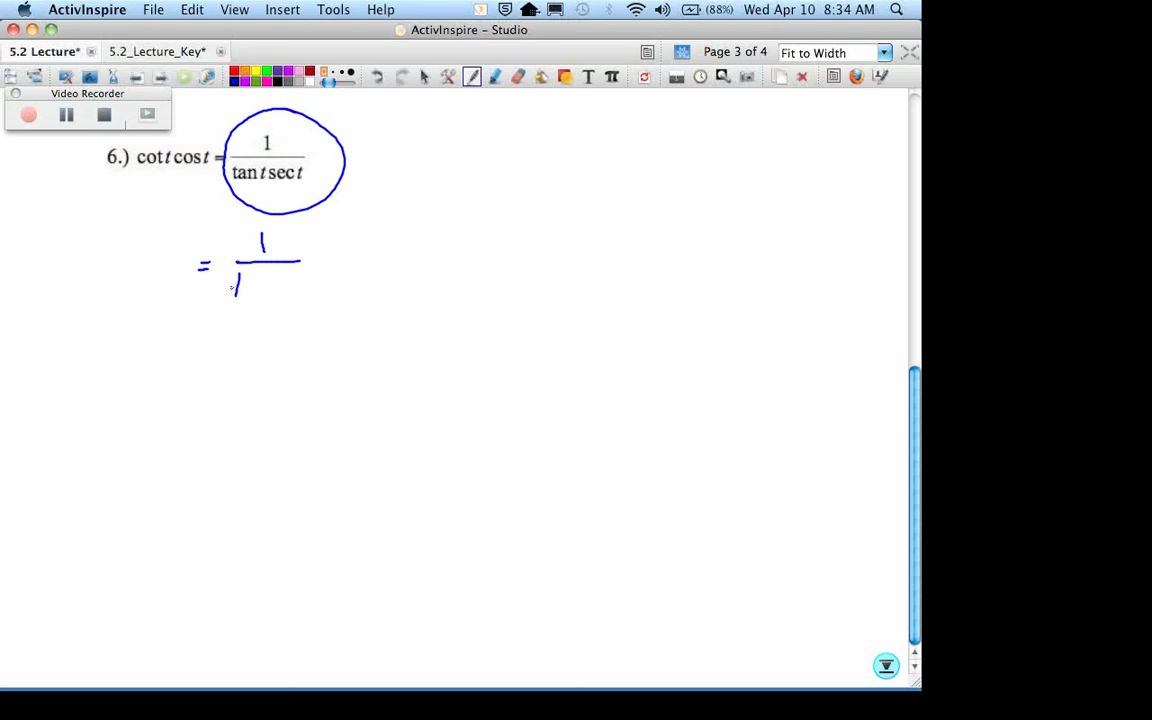 ActivInspire File Edit View Insert Tools Help (88%) Wed Apr 10 8:34 AM
ActivInspire – Studio
5.2 Lecture* 5.2_Lecture_Key* Page 3 of 4 Fit to Width
Video Recorder
6.) cot t cos t = 1 / (tan t sec t)
= 1